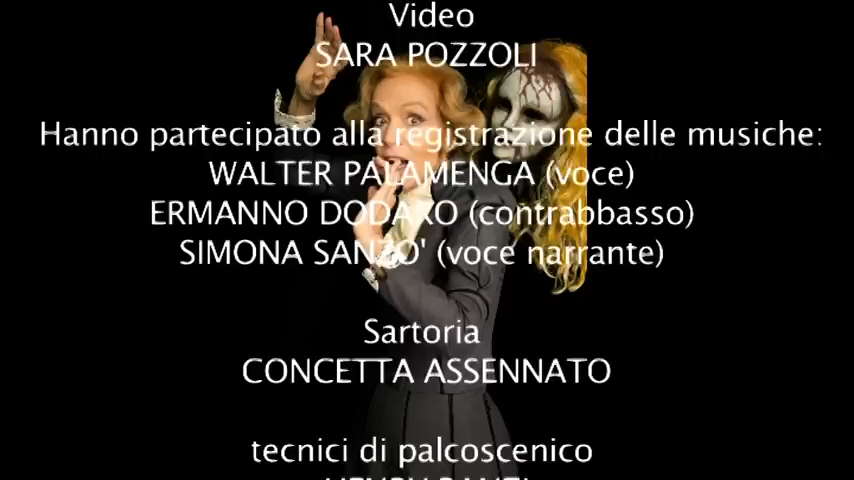 Video
SARA POZZOLI
Hanno partecipato alla registrazione delle musiche:
WALTER PALAMENGA (voce)
ERMANNO DODARO (contrabbasso)
SIMONA SANZO' (voce narrante)
Sartoria
CONCETTA ASSENNATO
tecnici di palcoscenico